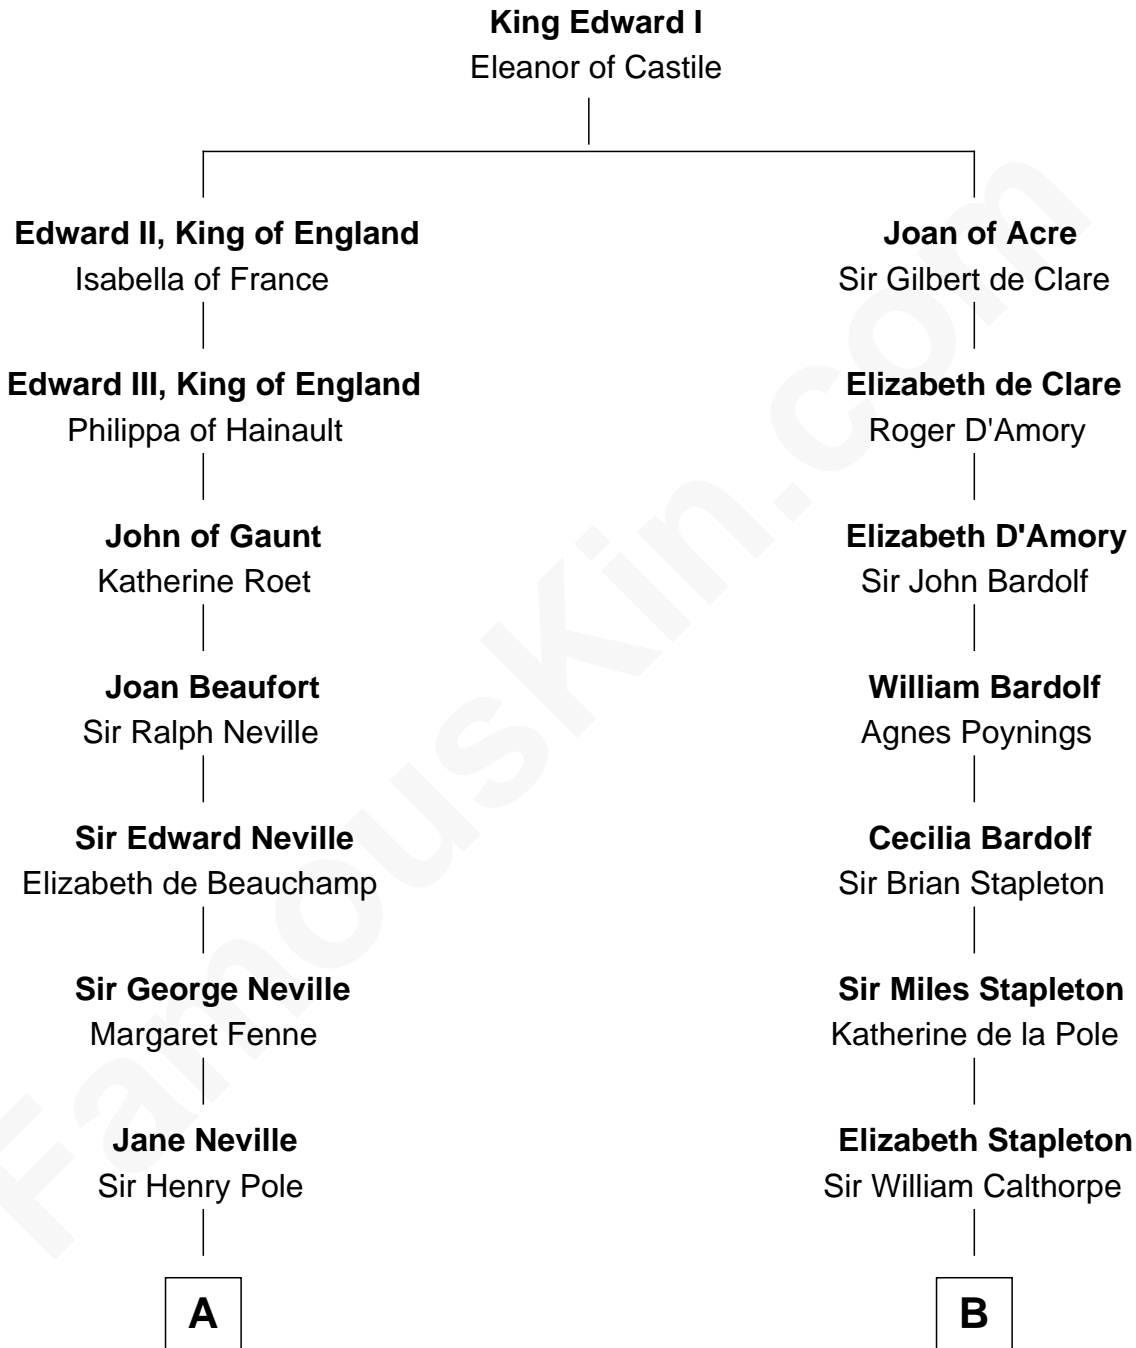 King Edward I
Eleanor of Castile
Edward II, King of England
Isabella of France
Joan of Acre
Sir Gilbert de Clare
Edward III, King of England
Philippa of Hainault
Elizabeth de Clare
Roger D'Amory
John of Gaunt
Katherine Roet
Elizabeth D'Amory
Sir John Bardolf
Joan Beaufort
Sir Ralph Neville
William Bardolf
Agnes Poynings
Sir Edward Neville
Elizabeth de Beauchamp
Cecilia Bardolf
Sir Brian Stapleton
Sir George Neville
Margaret Fenne
Sir Miles Stapleton
Katherine de la Pole
Jane Neville
Sir Henry Pole
Elizabeth Stapleton
Sir William Calthorpe
A
B
FamousKin.com